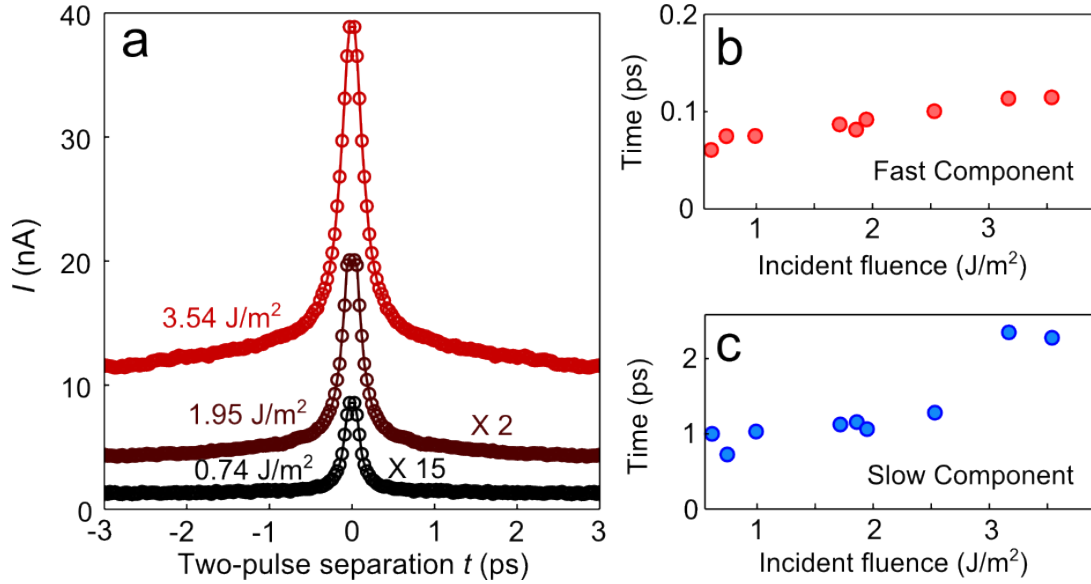 a
40
30
20
10
0
I (nA)
3.54 J/m²
1.95 J/m²
X 2
0.74 J/m²
X 15
-3 -2 -1 0 1 2 3
Two-pulse separation t (ps)
b
0.2
0.1
0
Time (ps)
Fast Component
1 2 3
Incident fluence (J/m²)
c
2
1
0
Time (ps)
Slow Component
1 2 3
Incident fluence (J/m²)